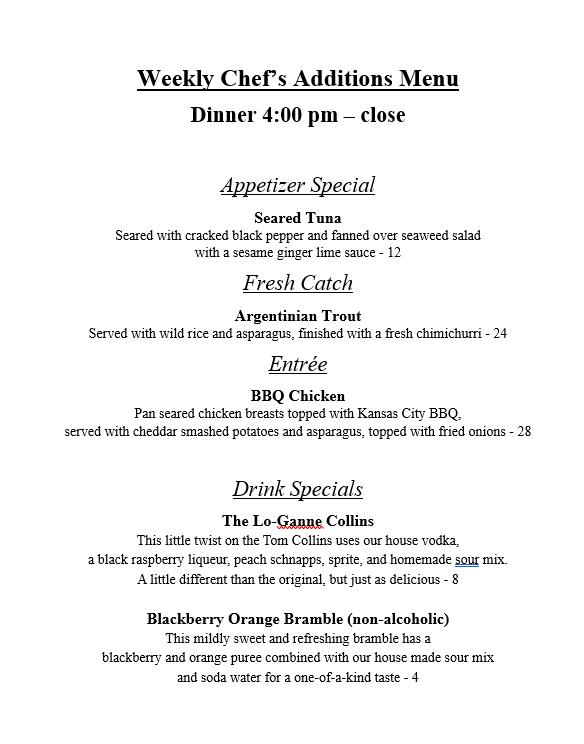 Weekly Chef’s Additions Menu
Dinner 4:00 pm – close
Appetizer Special
Seared Tuna
Seared with cracked black pepper and fanned over seaweed salad
with a sesame ginger lime sauce - 12
Fresh Catch
Argentinian Trout
Served with wild rice and asparagus, finished with a fresh chimichurri - 24
Entrée
BBQ Chicken
Pan seared chicken breasts topped with Kansas City BBQ,
served with cheddar smashed potatoes and asparagus, topped with fried onions - 28
Drink Specials
The Lo-Ganne Collins
This little twist on the Tom Collins uses our house vodka,
a black raspberry liqueur, peach schnapps, sprite, and homemade sour mix.
A little different than the original, but just as delicious - 8
Blackberry Orange Bramble (non-alcoholic)
This mildly sweet and refreshing bramble has a
blackberry and orange puree combined with our house made sour mix
and soda water for a one-of-a-kind taste - 4